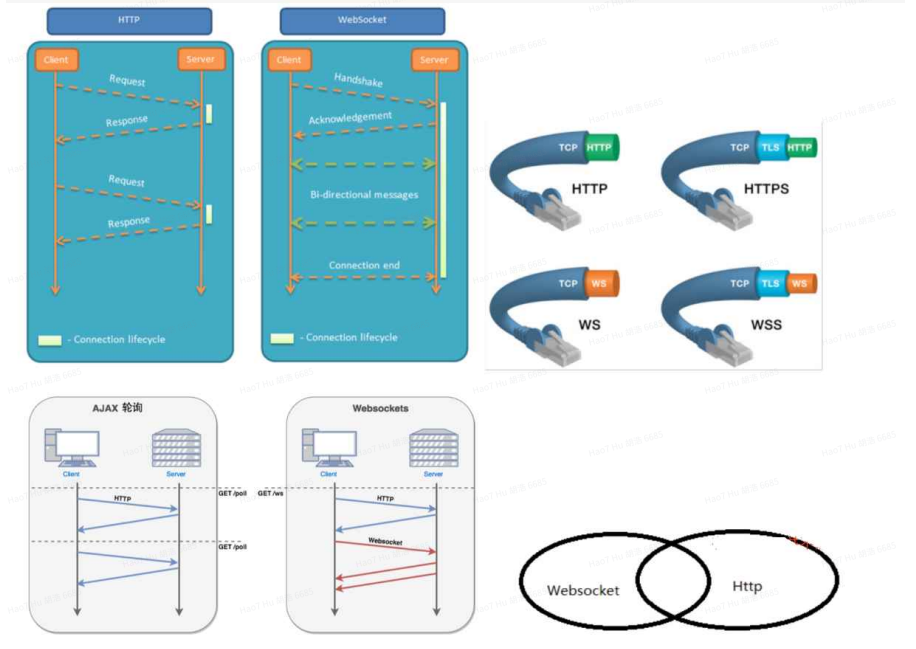 HTTP
Client
Server
Request
Response
Request
Response
- Connection lifecycle
WebSocket
Client
Server
Handshake
Acknowledgement
Bi-directional messages
Connection end
- Connection lifecycle
TCP HTTP
HTTP
TCP TLS HTTP
HTTPS
TCP WS
WS
TCP TLS WS
WSS
AJAX 轮询
Client
Server
HTTP
GET /poll
GET /poll
Websockets
Client
Server
GET /ws
HTTP
Websocket
Websocket
Http